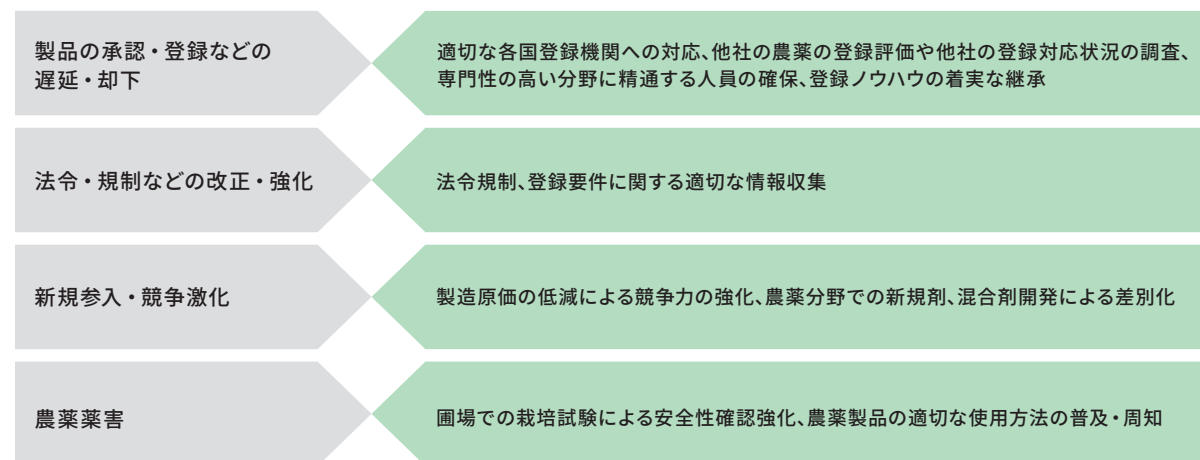 製品の承認・登録などの
遅延・却下
適切な各国登録機関への対応、他社の農薬の登録評価や他社の登録対応状況の調査、
専門性の高い分野に精通する人員の確保、登録ノウハウの着実な継承
法令・規制などの改正・強化
法令規制、登録要件に関する適切な情報収集
新規参入・競争激化
製造原価の低減による競争力の強化、農薬分野での新規剤、混合剤開発による差別化
農薬薬害
圃場での栽培試験による安全性確認強化、農薬製品の適切な使用方法の普及・周知